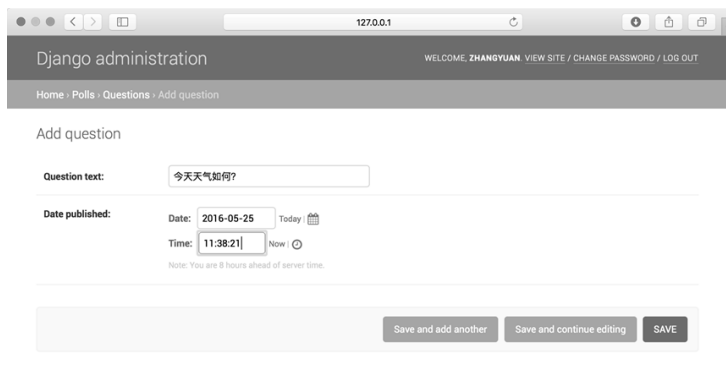 127.0.0.1
Django administration
WELCOME, ZHANGYUAN. VIEW SITE / CHANGE PASSWORD / LOG OUT
Home › Polls › Questions › Add question
Add question
Question text: 今天天气如何?
Date published: Date: 2016-05-25 Today |
Time: 11:38:21 Now |
Note: You are 8 hours ahead of server time.
Save and add another Save and continue editing SAVE